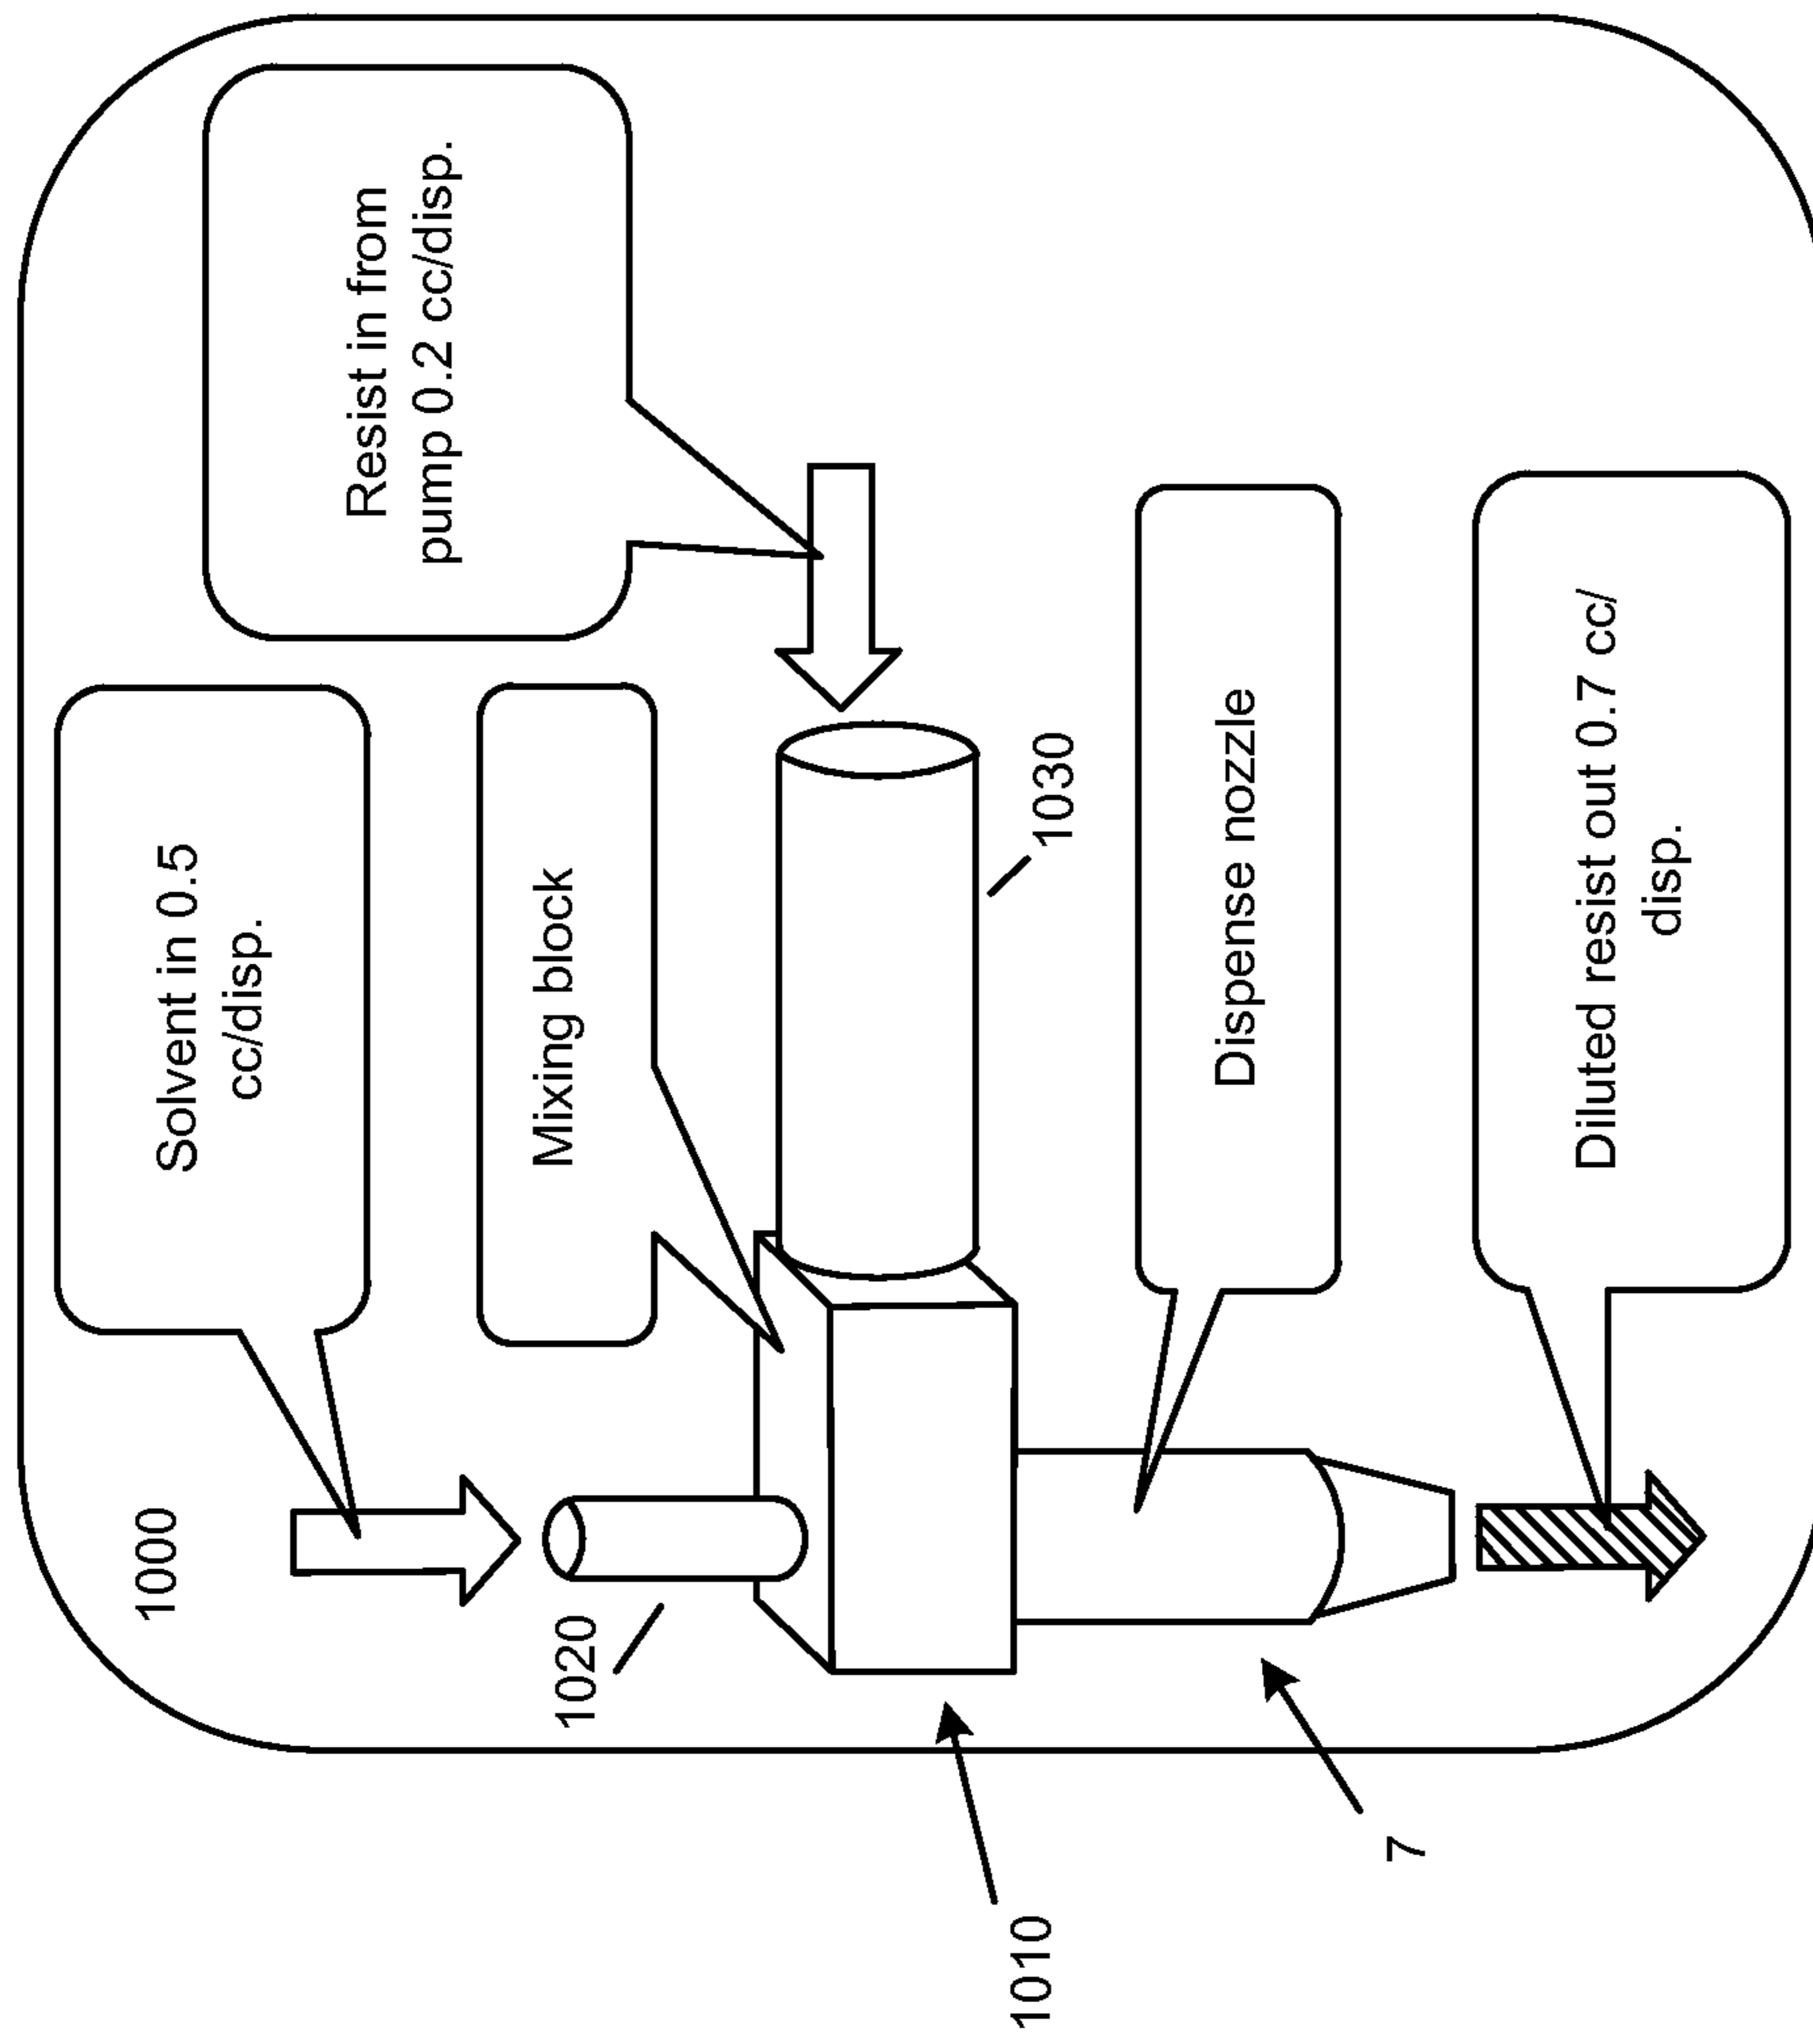 1000
Solvent in 0.5
cc/disp.
Resist in from
pump 0.2 cc/disp.
1020
Mixing block
1010
1030
7
Dispense nozzle
Diluted resist out 0.7 cc/
disp.